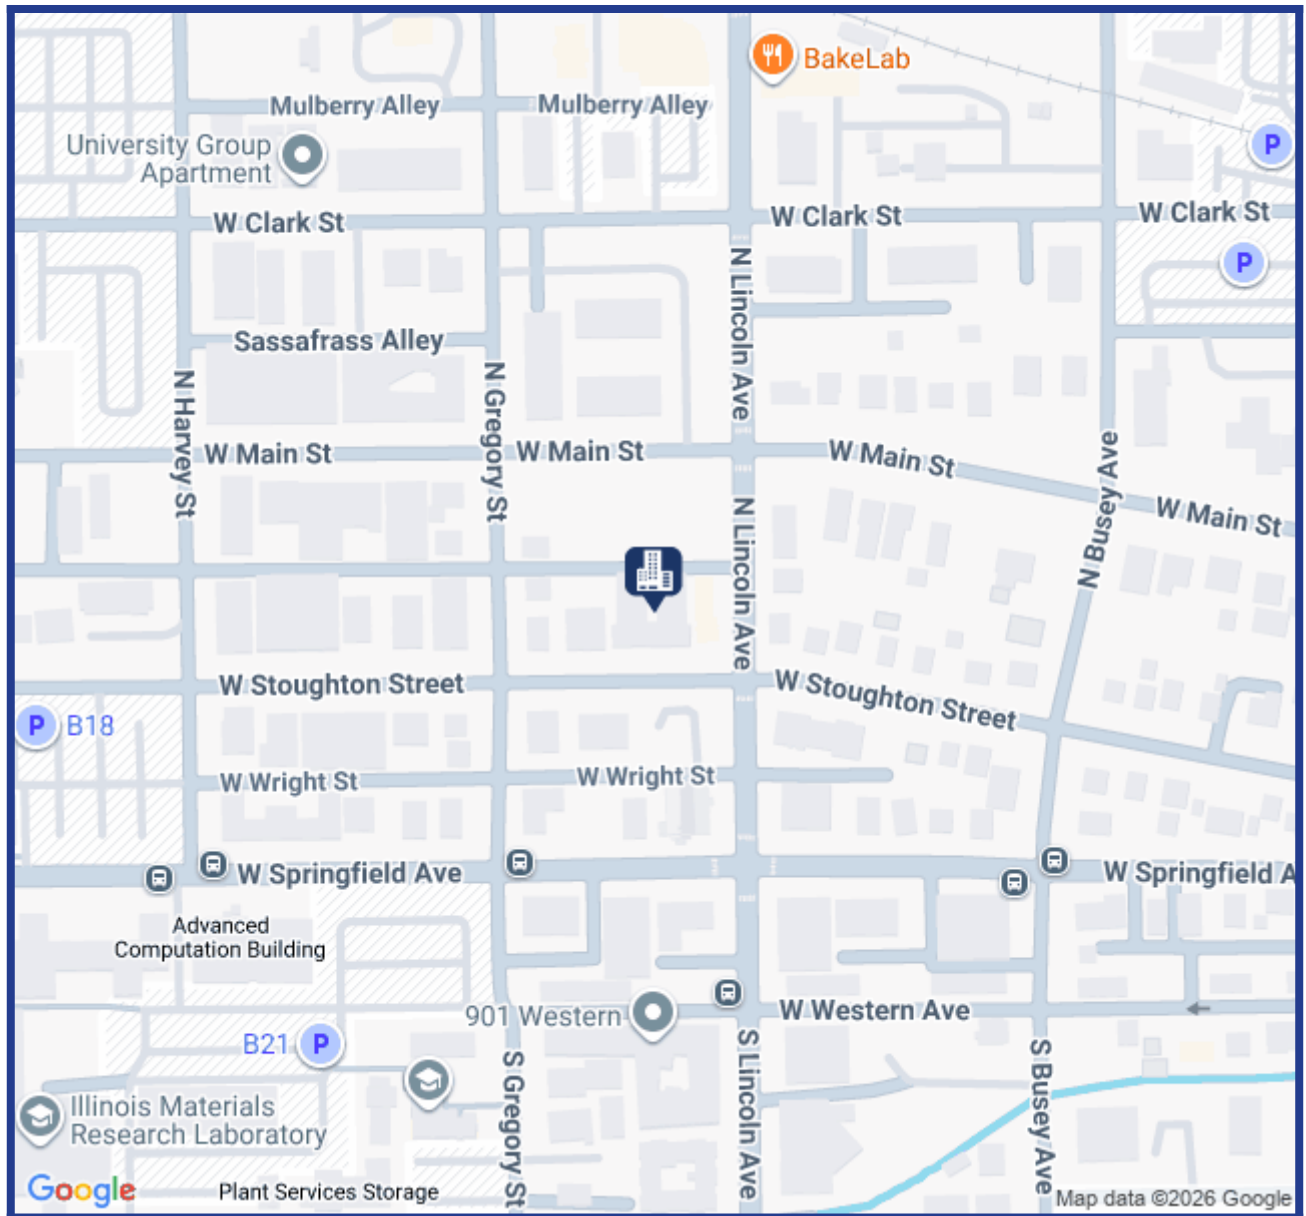 BakeLab
Mulberry Alley
Mulberry Alley
University Group
Apartment
P
W Clark St
W Clark St
W Clark St
P
N Lincoln Ave
Sassafrass Alley
N Harvey St
N Gregory St
W Main St
W Main St
W Main St
W Main St
N Busey Ave
N Lincoln Ave
W Stoughton Street
W Stoughton Street
P B18
W Wright St
W Wright St
W Springfield Ave
W Springfield A
Advanced
Computation Building
901 Western
W Western Ave
B21 P
S Gregory St
S Lincoln Ave
S Busey Ave
Illinois Materials
Research Laboratory
Google
Plant Services Storage
Map data ©2026 Google